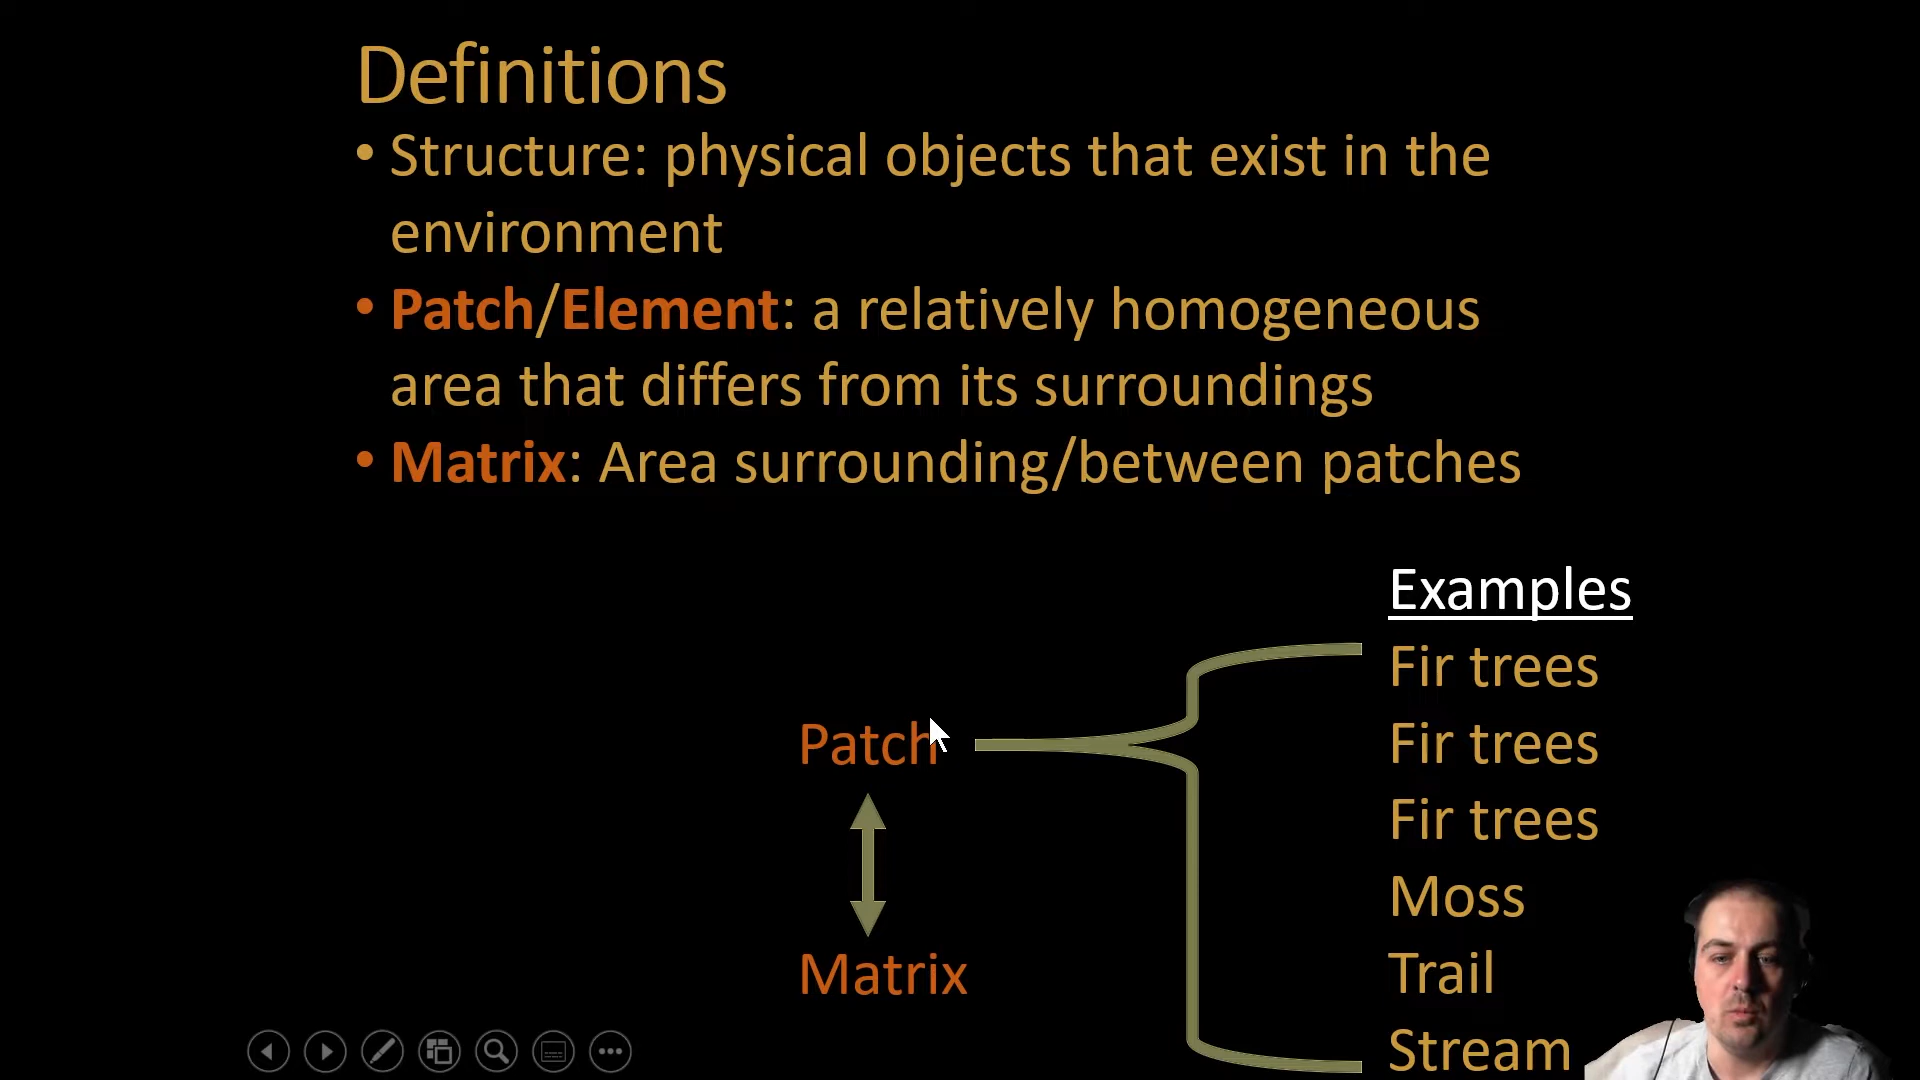 Definitions
• Structure: physical objects that exist in the
environment
• Patch/Element: a relatively homogeneous
area that differs from its surroundings
• Matrix: Area surrounding/between patches
Examples
Fir trees
Patch
Fir trees
Fir trees
Moss
Matrix
Trail
Stream